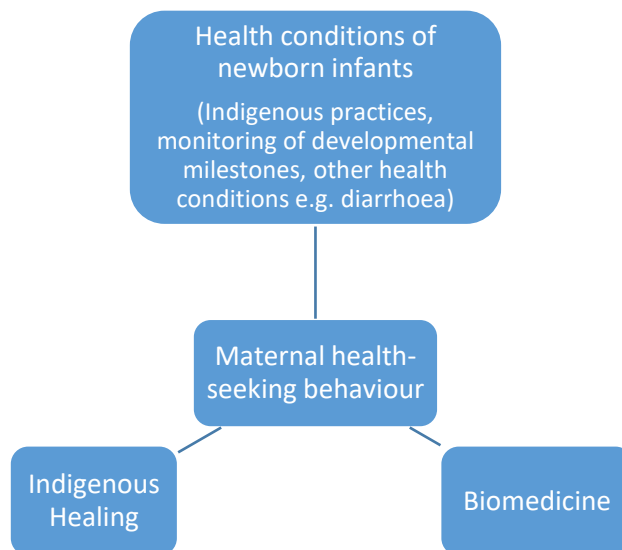 Health conditions of
newborn infants
(Indigenous practices,
monitoring of developmental
milestones, other health
conditions e.g. diarrhoea)
Maternal health-
seeking behaviour
Indigenous
Healing
Biomedicine